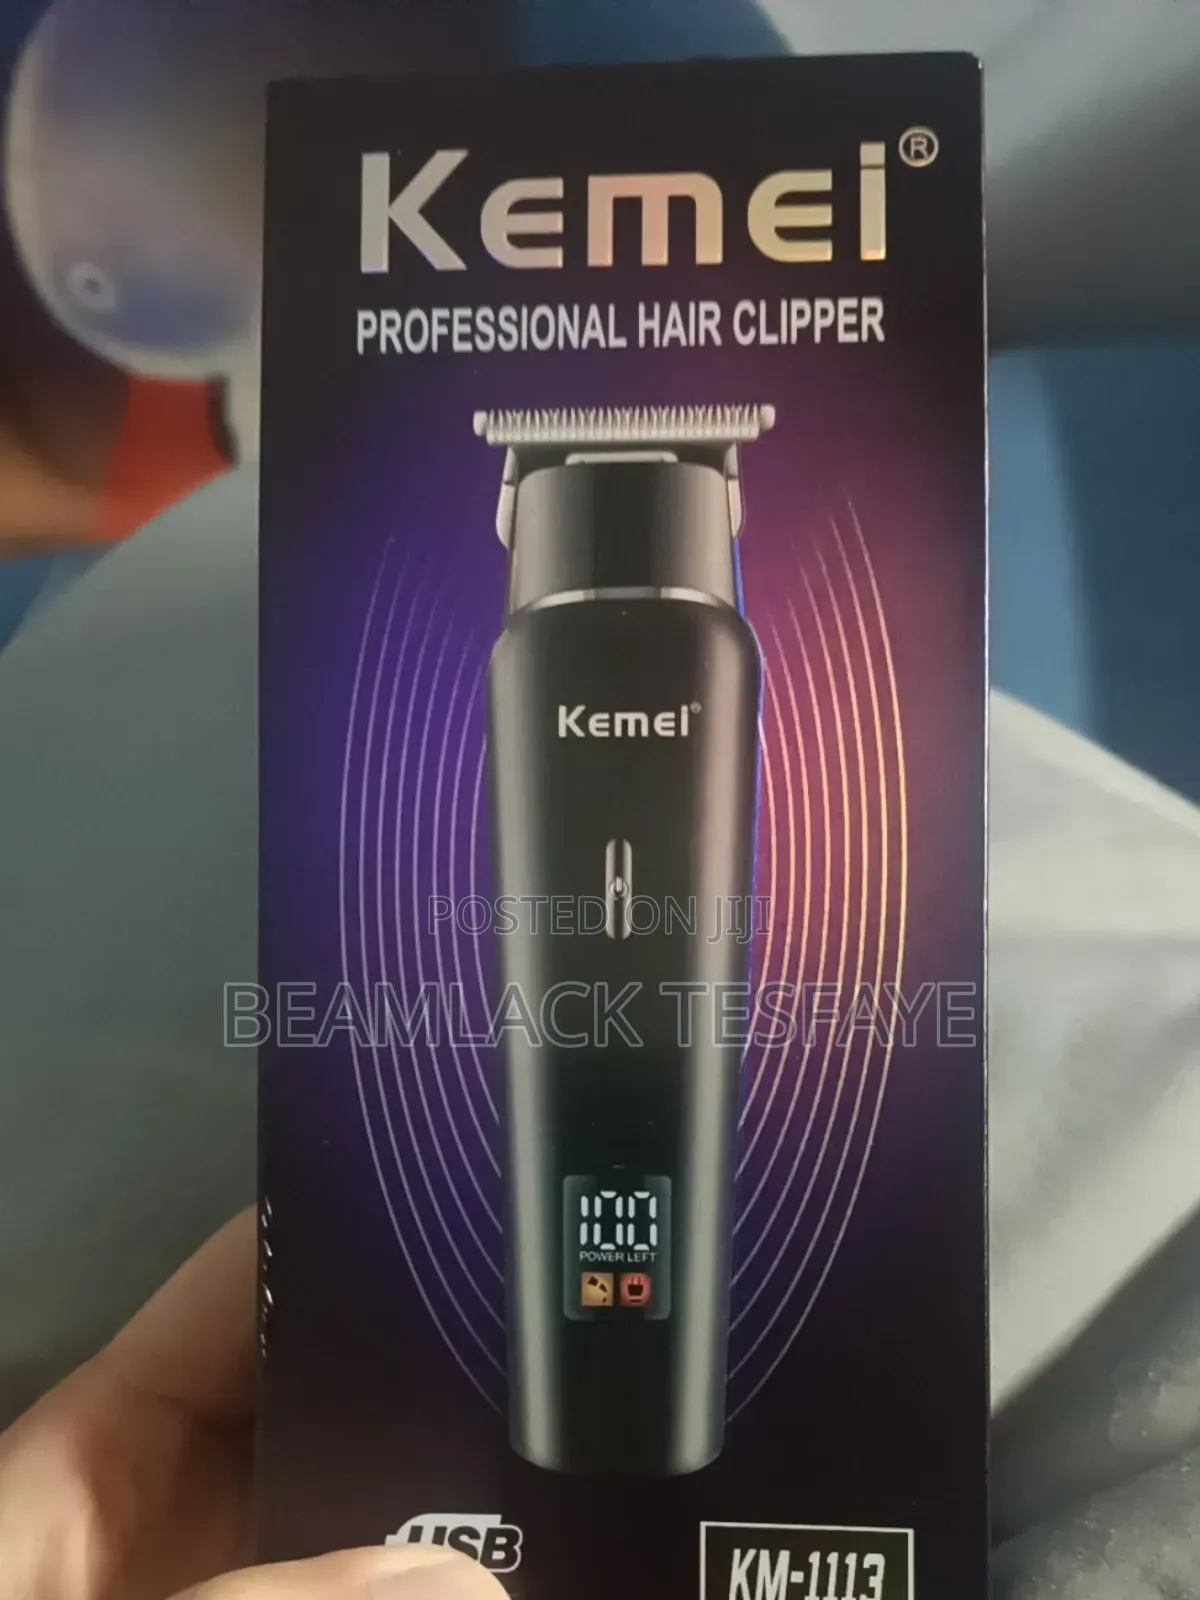 Kemei®
PROFESSIONAL HAIR CLIPPER
Kemei®
POSTED ON JIJI
BEAMLACK TESFAYE
100
POWER LEFT
USB
KM-1113